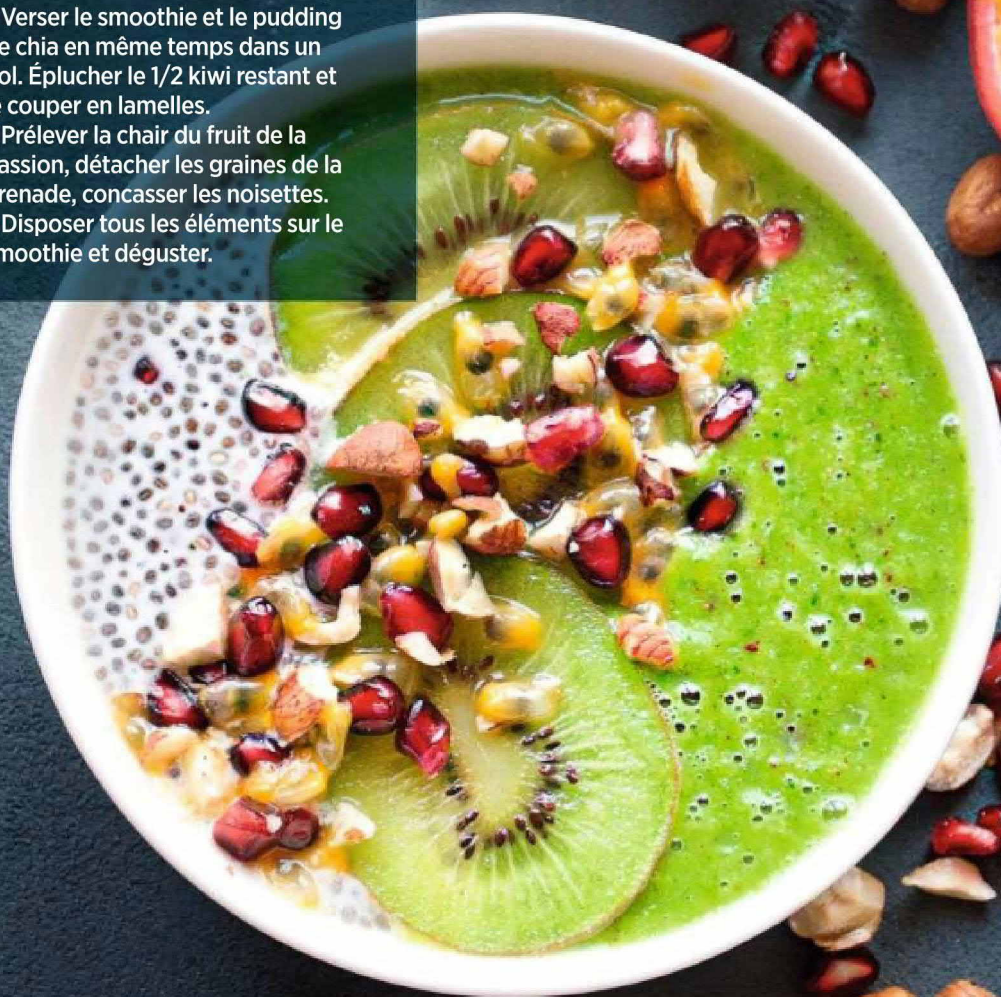 Verser le smoothie et le pudding
e chia en même temps dans un
ol. Éplucher le 1/2 kiwi restant et
e couper en lamelles.
Prélever la chair du fruit de la
assion, détacher les graines de la
renade, concasser les noisettes.
Disposer tous les éléments sur le
moothie et déguster.